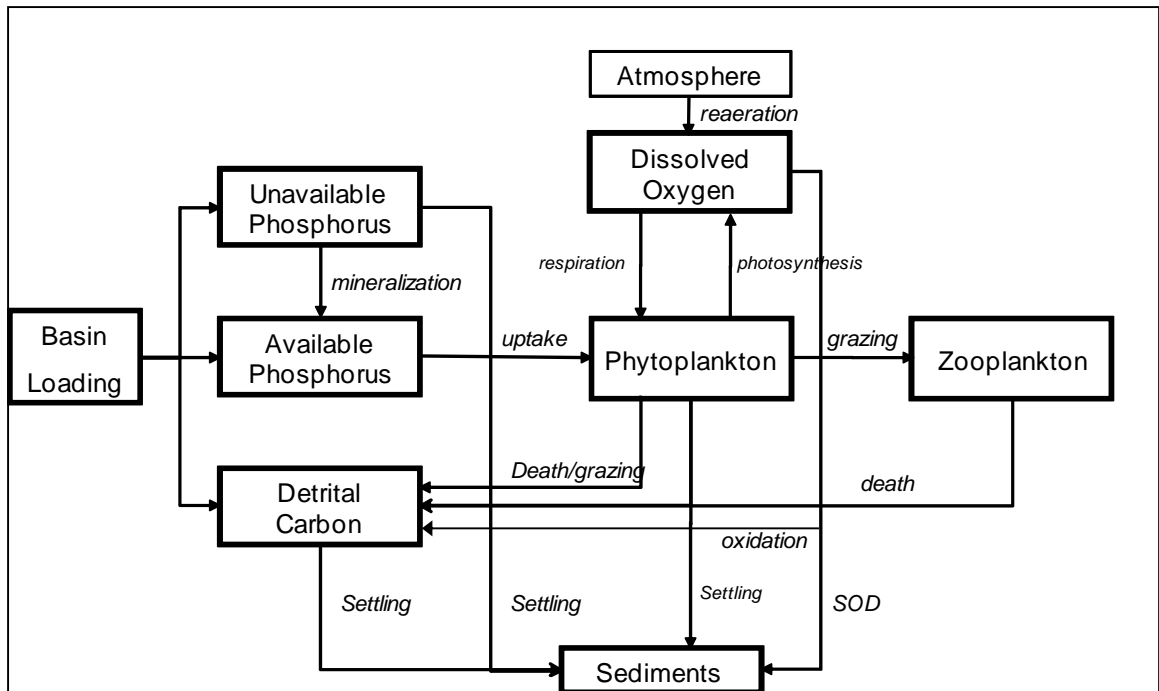 Atmosphere
reaeration
Dissolved
Oxygen
Unavailable
Phosphorus
respiration
photosynthesis
mineralization
Basin
Loading
Available
Phosphorus
uptake
Phytoplankton
grazing
Zooplankton
Death/grazing
death
Detrital
Carbon
oxidation
Settling
Settling
Settling
SOD
Sediments